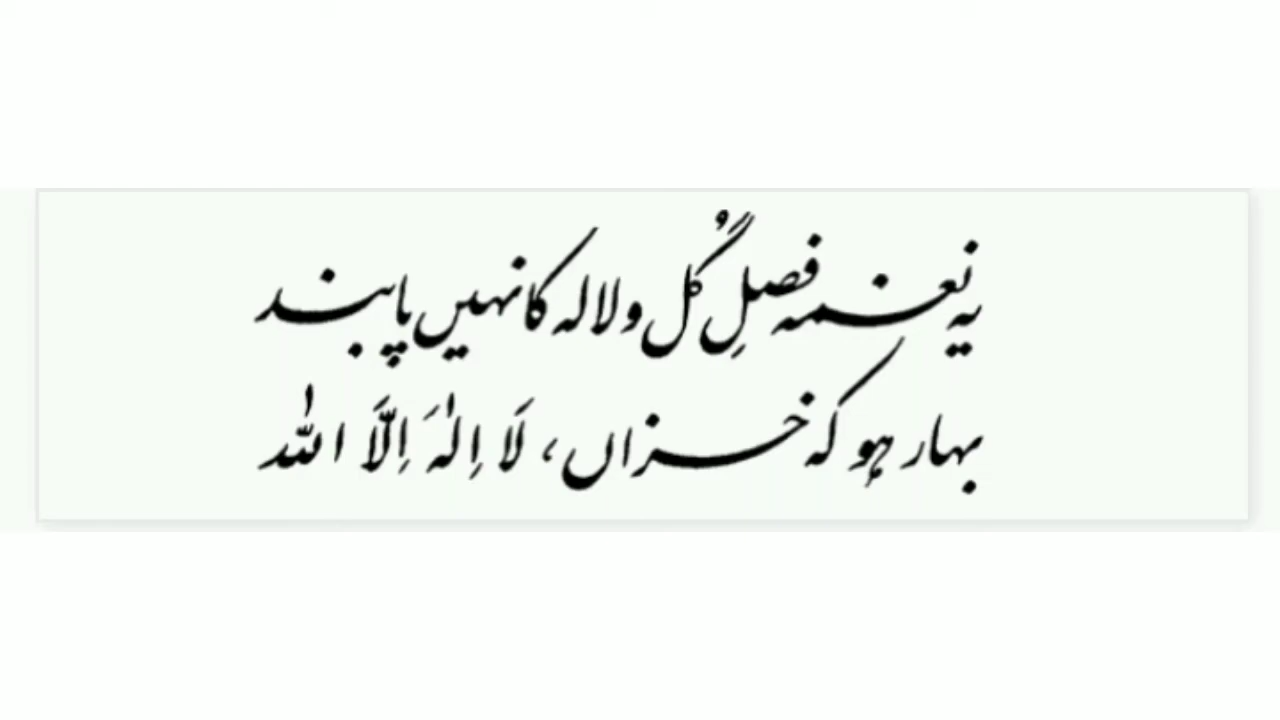 یہ نغمہ فصلِ گُل و لالہ کا نہیں پابند
بہار ہو کہ خزاں، لَا اِلٰہَ اِلَّا اللہ